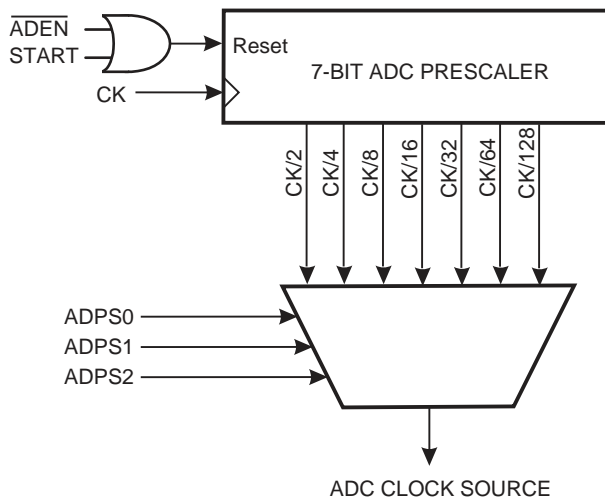 ADEN
START
Reset
7-BIT ADC PRESCALER
CK
CK/2
CK/4
CK/8
CK/16
CK/32
CK/64
CK/128
ADPS0
ADPS1
ADPS2
ADC CLOCK SOURCE